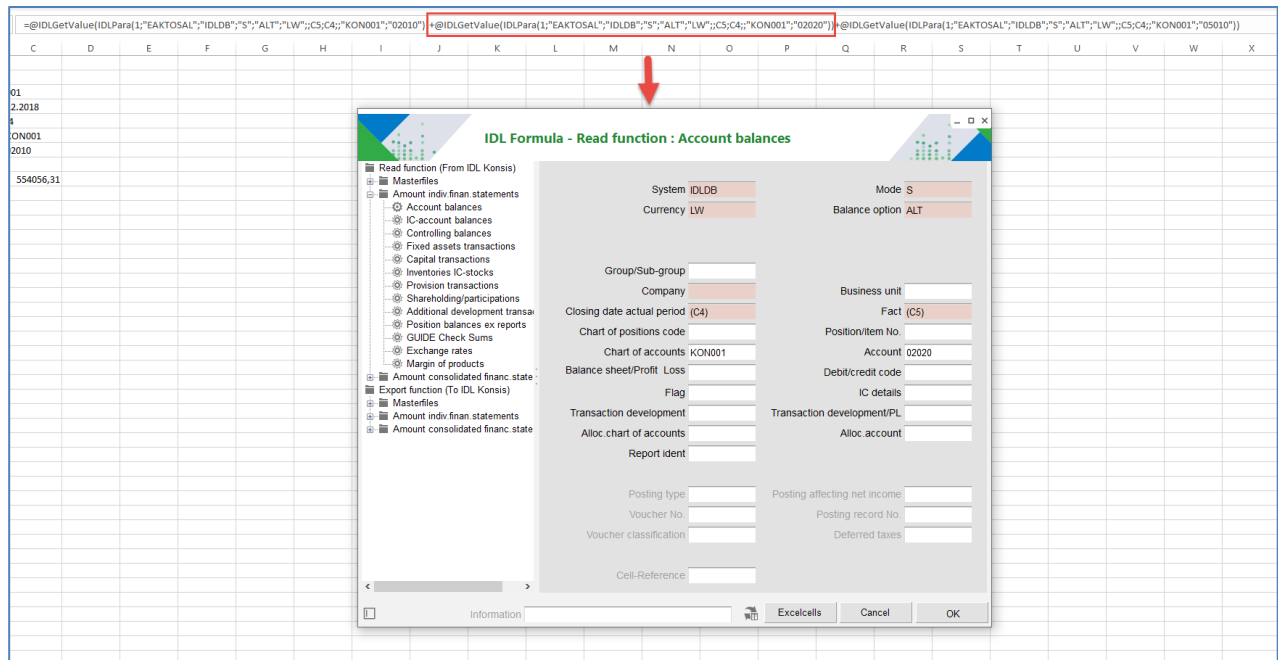 =@IDLGetValue(IDLPara(1;"EAKTOSAL";"IDLDB";"S";"ALT";"LW";;C5;C4;;"KON001";"02010"))+@IDLGetValue(IDLPara(1;"EAKTOSAL";"IDLDB";"S";"ALT";"LW";;C5;C4;;"KON001";"02020"))+@IDLGetValue(IDLPara(1;"EAKTOSAL";"IDLDB";"S";"ALT";"LW";;C5;C4;;"KON001";"05010"))
C D E F G H I J K L M N O P Q R S T U V W X
01
2.2018
4
ON001
2010
554056,31
IDL Formula - Read function : Account balances
Read function (From IDL Konsis)
Masterfiles
Amount indiv.finan.statements
Account balances
IC-account balances
Controlling balances
Fixed assets transactions
Capital transactions
Inventories IC-stocks
Provision transactions
Shareholding/participations
Additional development transa
Position balances ex reports
GUIDE Check Sums
Exchange rates
Margin of products
Amount consolidated financ.state
Export function (To IDL Konsis)
Masterfiles
Amount indiv.finan.statements
Amount consolidated financ.state
System IDLDB Mode S
Currency LW Balance option ALT
Group/Sub-group
Company Business unit
Closing date actual period (C4) Fact (C5)
Chart of positions code Position/item No.
Chart of accounts KON001 Account 02020
Balance sheet/Profit Loss Debit/credit code
Flag IC details
Transaction development Transaction development/PL
Alloc.chart of accounts Alloc.account
Report ident
Posting type Posting affecting net income
Voucher No. Posting record No.
Voucher classification Deferred taxes
Cell-Reference
Information Excelcells Cancel OK